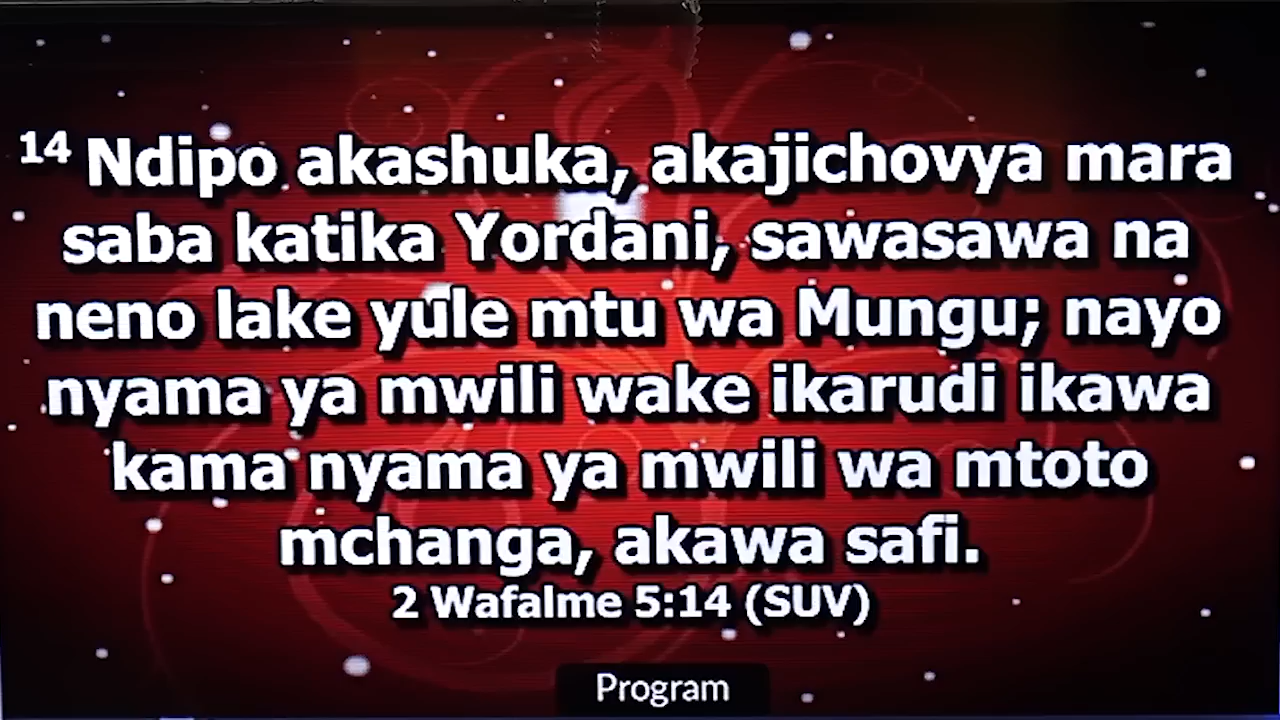 14 Ndipo akashuka, akajichovya mara
saba katika Yordani, sawasawa na
neno lake yule mtu wa Mungu; nayo
nyama ya mwili wake ikarudi ikawa
kama nyama ya mwili wa mtoto
mchanga, akawa safi.
2 Wafalme 5:14 (SUV)
Program